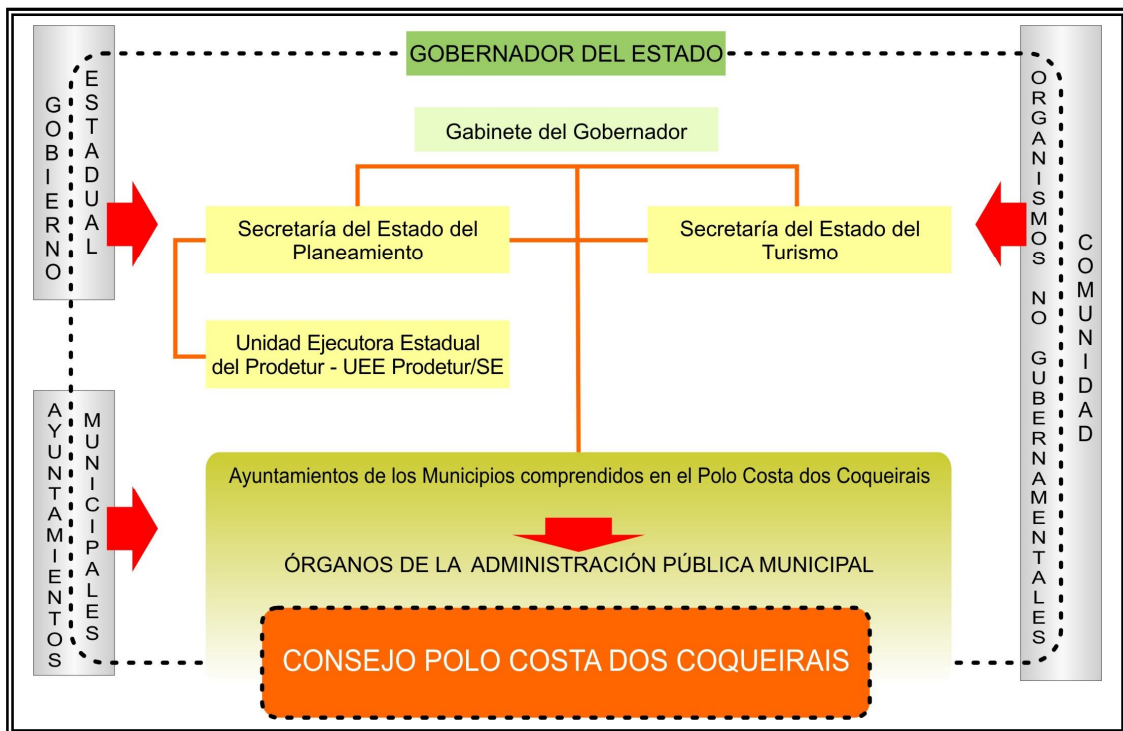 GOBERNADOR DEL ESTADO
GOBIERNO
ESTADUAL
Gabinete del Gobernador
Secretaría del Estado del
Planeamiento
Secretaría del Estado del
Turismo
Unidad Ejecutora Estadual
del Prodetur - UEE Prodetur/SE
AYUNTAMIENTOS
MUNICIPALES
Ayuntamientos de los Municipios comprendidos en el Polo Costa dos Coqueirais
ÓRGANOS DE LA ADMINISTRACIÓN PÚBLICA MUNICIPAL
CONSEJO POLO COSTA DOS COQUEIRAIS
ORGANISMOS NO GUBERNAMENTALES
COMUNIDAD